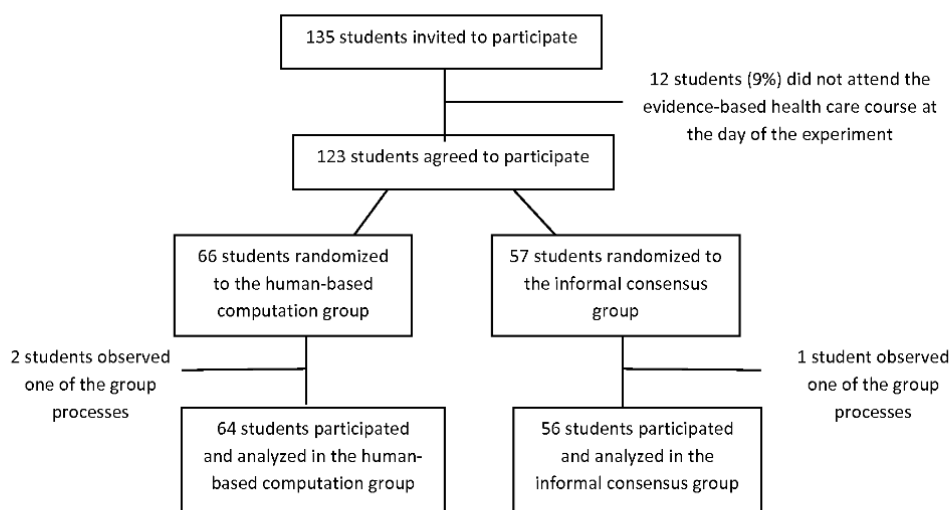 135 students invited to participate
12 students (9%) did not attend the
evidence-based health care course at
the day of the experiment
123 students agreed to participate
66 students randomized
to the human-based
computation group
57 students randomized to
the informal consensus
group
2 students observed
one of the group
processes
1 student observed
one of the group
processes
64 students participated
and analyzed in the human-
based computation group
56 students participated
and analyzed in the
informal consensus group